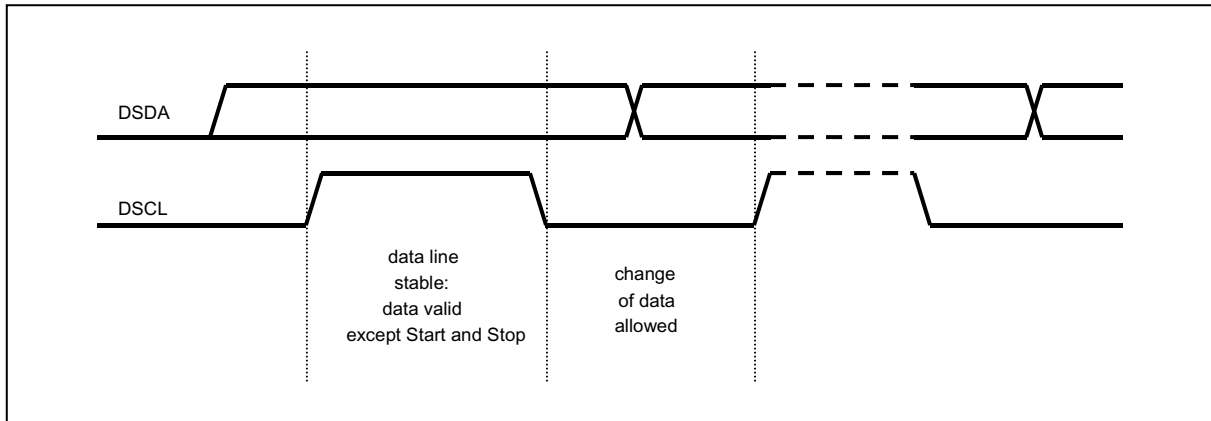 DSDA
DSCL
data line
stable:
data valid
except Start and Stop
change
of data
allowed